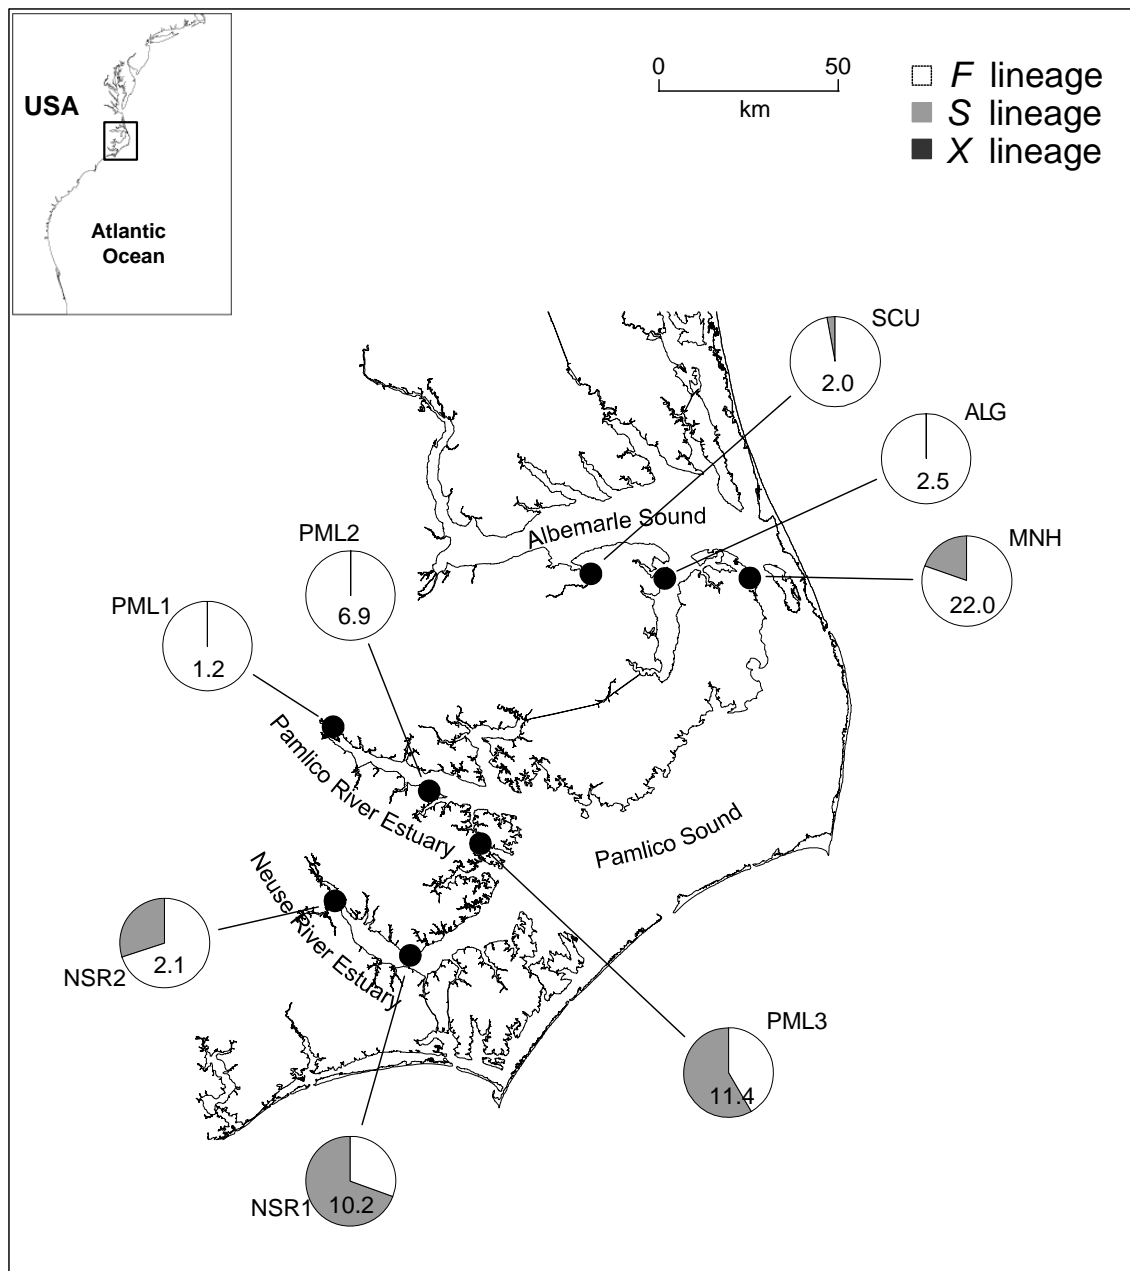 USA
Atlantic
Ocean
0 50
km
F lineage
S lineage
X lineage
SCU
2.0
ALG
2.5
MNH
22.0
Albemarle Sound
PML2
6.9
PML1
1.2
Pamlico River Estuary
Pamlico Sound
Neuse River Estuary
NSR2
2.1
PML3
11.4
NSR1
10.2